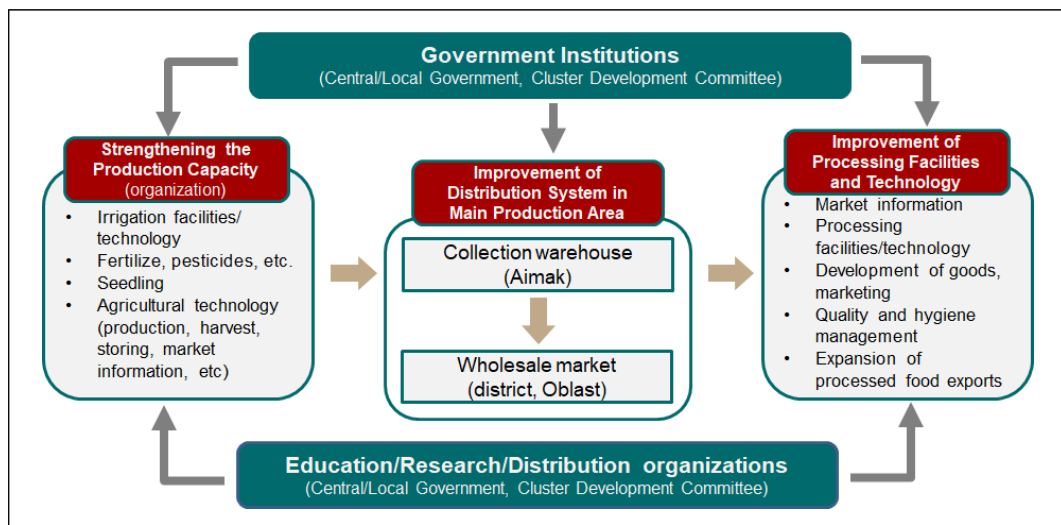 Government Institutions
(Central/Local Government, Cluster Development Committee)
Strengthening the
Production Capacity
(organization)
• Irrigation facilities/
technology
• Fertilize, pesticides, etc.
• Seedling
• Agricultural technology
(production, harvest,
storing, market
information, etc)
Improvement of
Distribution System in
Main Production Area
Collection warehouse
(Aimak)
Wholesale market
(district, Oblast)
Improvement of
Processing Facilities
and Technology
• Market information
• Processing
facilities/technology
• Development of goods,
marketing
• Quality and hygiene
management
• Expansion of
processed food exports
Education/Research/Distribution organizations
(Central/Local Government, Cluster Development Committee)